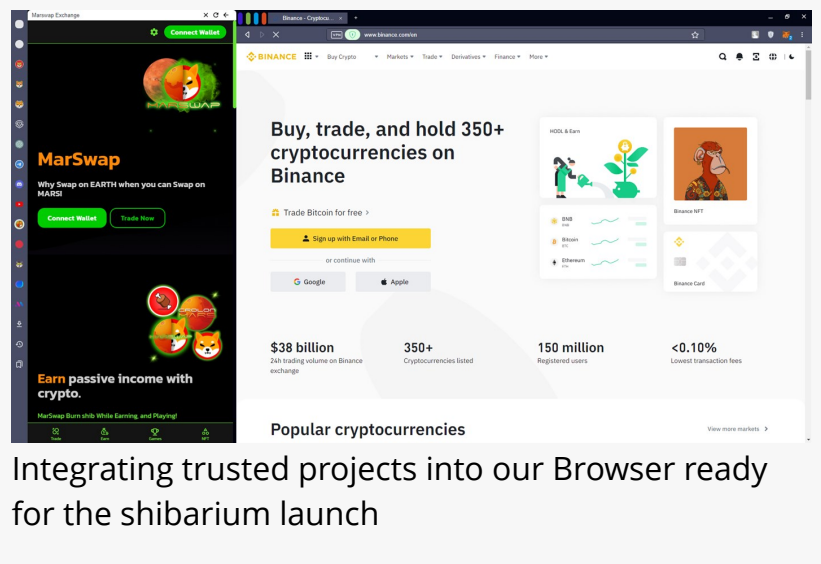 Marswap Exchange
Connect Wallet
MARSWAP
MarSwap
Why Swap on EARTH when you can Swap on
MARS!
Connect Wallet
Trade Now
Earn passive income with
crypto.
MarSwap Burn shib While Earning, and Playing!
Trade
Earn
Games
NFT
Binance - Cryptocu...
VPN
www.binance.com/en
BINANCE
Buy Crypto
Markets
Trade
Derivatives
Finance
More
Buy, trade, and hold 350+
cryptocurrencies on
Binance
Trade Bitcoin for free >
Sign up with Email or Phone
or continue with
Google
Apple
HODL & Earn
BNB
BNB
Bitcoin
BTC
Ethereum
ETH
Binance NFT
Binance Card
$38 billion
24h trading volume on Binance
exchange
350+
Cryptocurrencies listed
150 million
Registered users
<0.10%
Lowest transaction fees
Popular cryptocurrencies
View more markets >
Integrating trusted projects into our Browser ready
for the shibarium launch